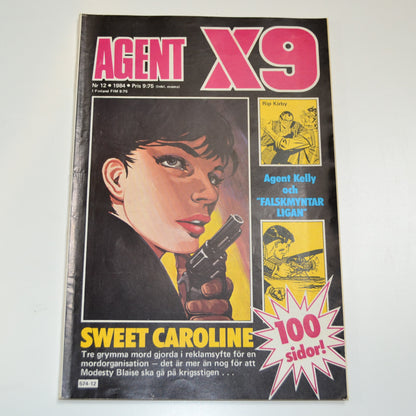 AGENT X9
Nr 12 • 1984 • Pris 9:75 (inkl. moms)
I Finland FIM 9.75
Rip Kirby
Agent Kelly
och
"FALSKMYNTAR
LIGAN"
100
sidor!
SWEET CAROLINE
Tre grymma mord gjorda i reklamsyfte för en
mordorganisation – det är mer än nog för att
Modesty Blaise ska gå på krigsstigen . . .
574-12